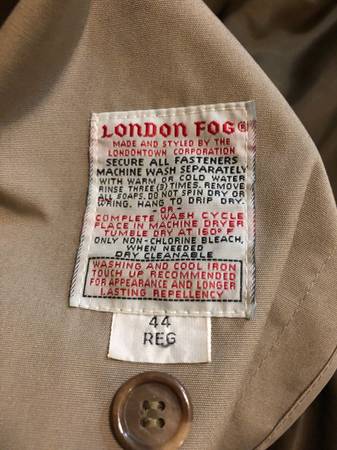 LONDON FOG®
MADE AND STYLED BY THE
LONDONTOWN CORPORATION
SECURE ALL FASTENERS
MACHINE WASH SEPARATELY
WITH WARM OR COLD WATER
RINSE THREE (3) TIMES. REMOVE
ALL SOAPS. DO NOT SPIN DRY OR
WRING. HANG TO DRIP DRY.
-OR-
COMPLETE WASH CYCLE
PLACE IN MACHINE DRYER
TUMBLE DRY AT 160° F
ONLY NON-CHLORINE BLEACH,
WHEN NEEDED
DRY CLEANABLE
WASHING AND COOL IRON
TOUCH UP RECOMMENDED
FOR APPEARANCE AND LONGER
LASTING REPELLENCY
44
REG